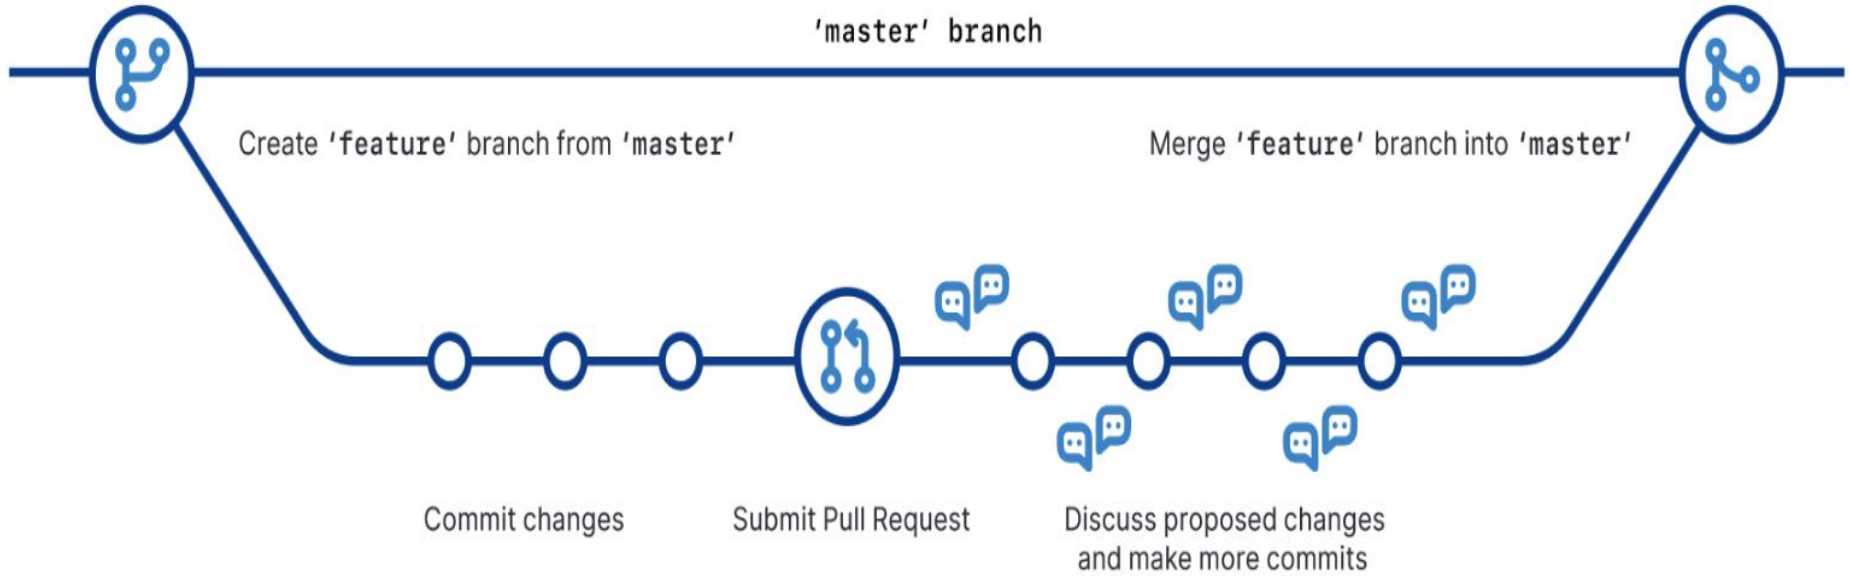 ‘master’ branch
Create ‘feature’ branch from ‘master’
Merge ‘feature’ branch into ‘master’
Commit changes
Submit Pull Request
Discuss proposed changes
and make more commits